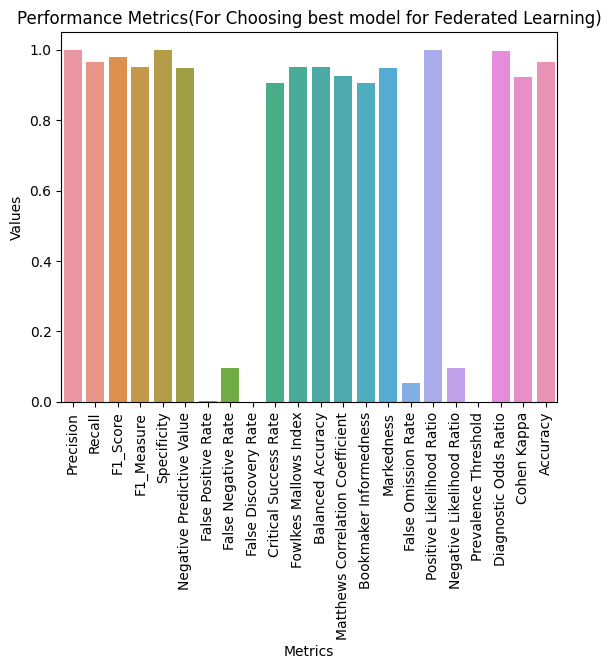 Performance Metrics(For Choosing best model for Federated Learning)
1.0
0.8
0.6
0.4
0.2
0.0
Values
Precision
Recall
F1_Score
F1_Measure
Specificity
Negative Predictive Value
False Positive Rate
False Negative Rate
False Discovery Rate
Critical Success Rate
Fowlkes Mallows Index
Balanced Accuracy
Matthews Correlation Coefficient
Bookmaker Informedness
Markedness
False Omission Rate
Positive Likelihood Ratio
Negative Likelihood Ratio
Prevalence Threshold
Diagnostic Odds Ratio
Cohen Kappa
Accuracy
Metrics